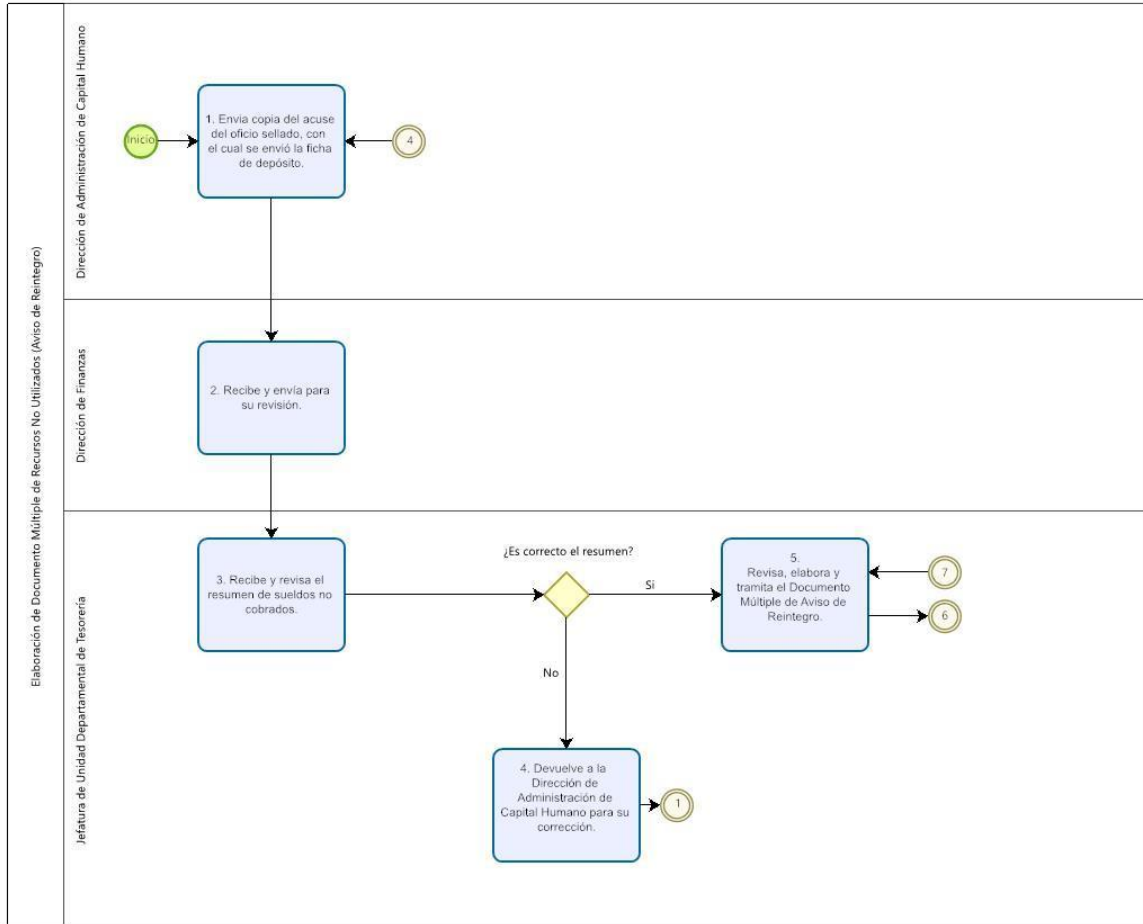 Elaboración de Documento Múltiple de Recursos No Utilizados (Aviso de Reintegro)
Dirección de Administración de Capital Humano
Inicio
1. Envia copia del acuse
del oficio sellado, con
el cual se envió la ficha
de depósito.
4
Dirección de Finanzas
2. Recibe y envía para
su revisión.
Jefatura de Unidad Departamental de Tesorería
3. Recibe y revisa el
resumen de sueldos no
cobrados.
¿Es correcto el resumen?
Si
No
5.
Revisa, elabora y
tramita el Documento
Múltiple de Aviso de
Reintegro.
7
6
4. Devuelve a la
Dirección de
Administración de
Capital Humano para su
corrección.
1